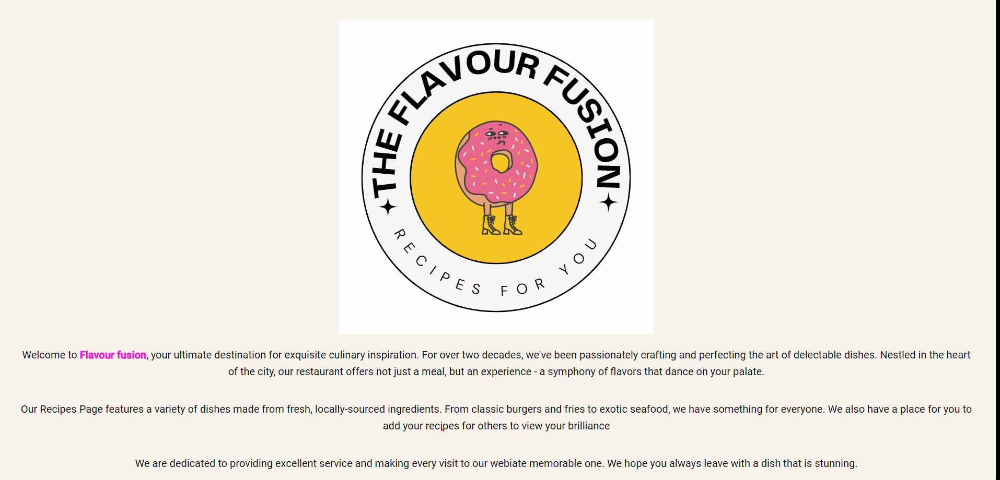 THE FLAVOUR FUSION
RECIPES FOR YOU
Welcome to Flavour fusion, your ultimate destination for exquisite culinary inspiration. For over two decades, we've been passionately crafting and perfecting the art of delectable dishes. Nestled in the heart
of the city, our restaurant offers not just a meal, but an experience - a symphony of flavors that dance on your palate.
Our Recipes Page features a variety of dishes made from fresh, locally-sourced ingredients. From classic burgers and fries to exotic seafood, we have something for everyone. We also have a place for you to
add your recipes for others to view your brilliance
We are dedicated to providing excellent service and making every visit to our webiate memorable one. We hope you always leave with a dish that is stunning.